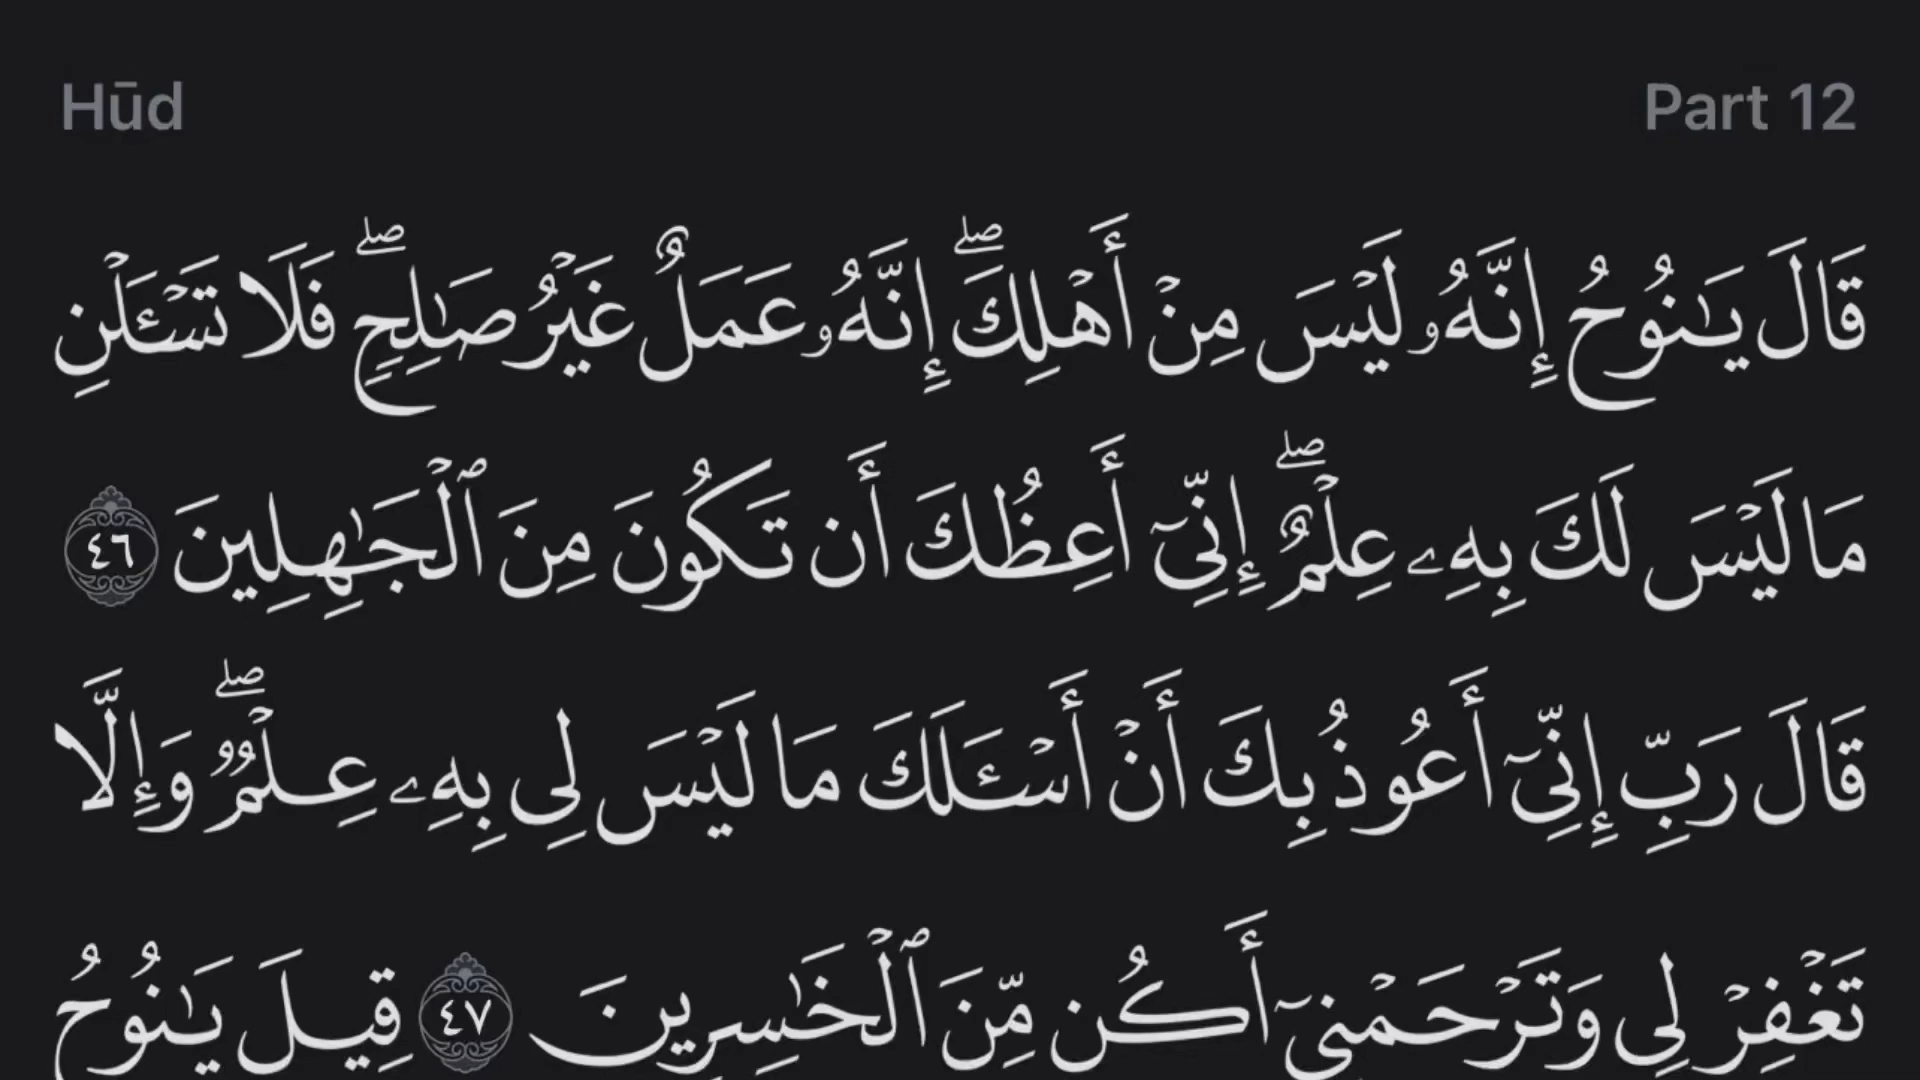 Hūd
Part 12
قَالَ يَـٰنُوحُ إِنَّهُۥ لَيْسَ مِنْ أَهْلِكَ ۖ إِنَّهُۥ عَمَلٌ غَيْرُ صَـٰلِحٍ ۖ فَلَا تَسْـَٔلْنِ
مَا لَيْسَ لَكَ بِهِۦ عِلْمٌ ۖ إِنِّىٓ أَعِظُكَ أَن تَكُونَ مِنَ ٱلْجَـٰهِلِينَ ٤٦
قَالَ رَبِّ إِنِّىٓ أَعُوذُ بِكَ أَنْ أَسْـَٔلَكَ مَا لَيْسَ لِى بِهِۦ عِلْمٌ ۖ وَإِلَّا
تَغْفِرْ لِى وَتَرْحَمْنِىٓ أَكُن مِّنَ ٱلْخَـٰسِرِينَ ٤٧ قِيلَ يَـٰنُوحُ